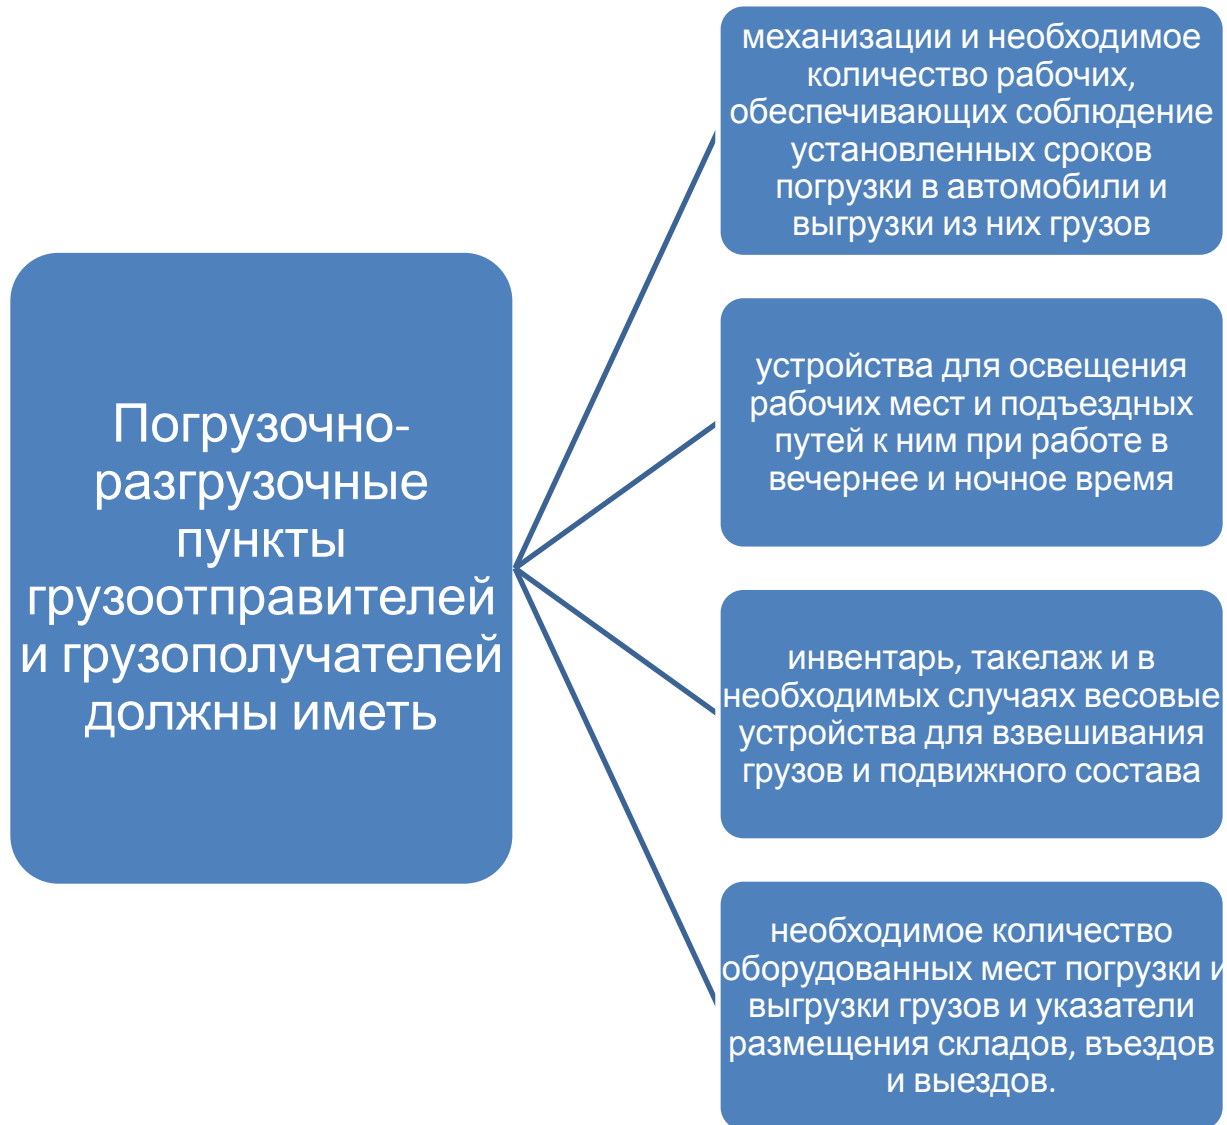 Погрузочно-
разгрузочные
пункты
грузоотправителей
и грузополучателей
должны иметь
механизации и необходимое
количество рабочих,
обеспечивающих соблюдение
установленных сроков
погрузки в автомобили и
выгрузки из них грузов
устройства для освещения
рабочих мест и подъездных
путей к ним при работе в
вечернее и ночное время
инвентарь, такелаж и в
необходимых случаях весовые
устройства для взвешивания
грузов и подвижного состава
необходимое количество
оборудованных мест погрузки и
выгрузки грузов и указатели
размещения складов, въездов
и выездов.